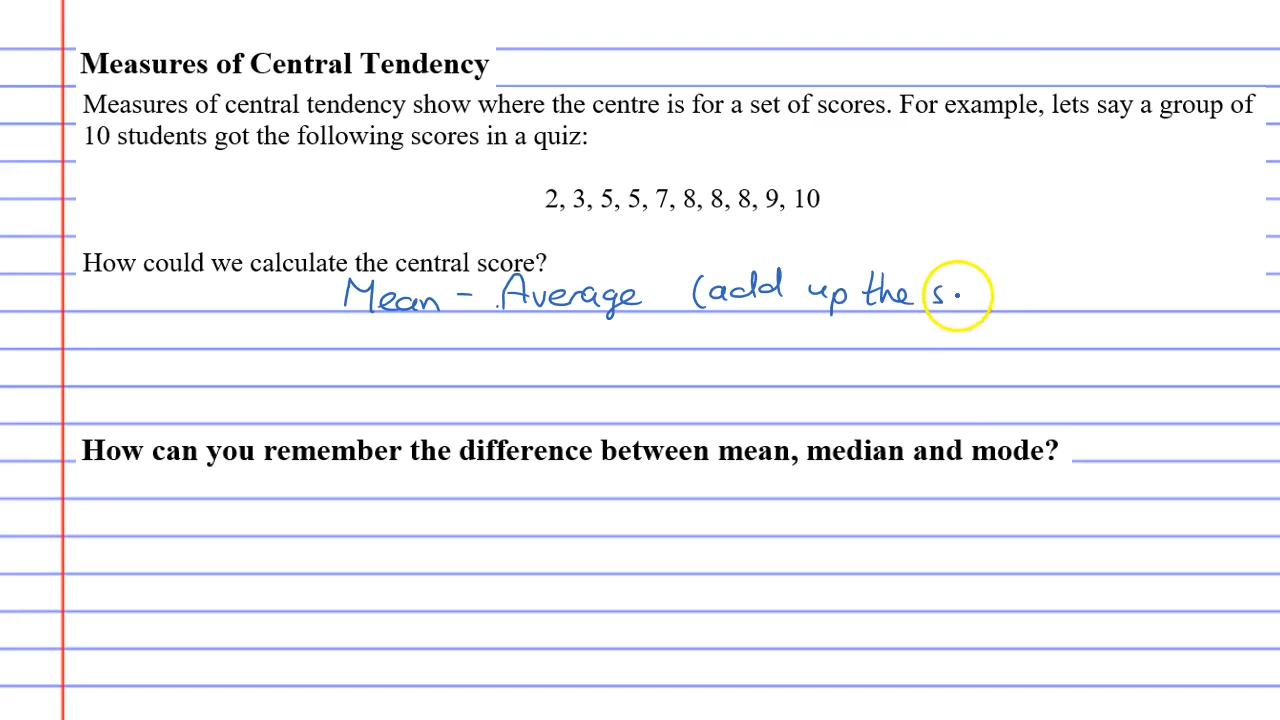 Measures of Central Tendency
Measures of central tendency show where the centre is for a set of scores. For example, lets say a group of
10 students got the following scores in a quiz:
2, 3, 5, 5, 7, 8, 8, 8, 9, 10
How could we calculate the central score?
Mean - Average (add up the s
How can you remember the difference between mean, median and mode?